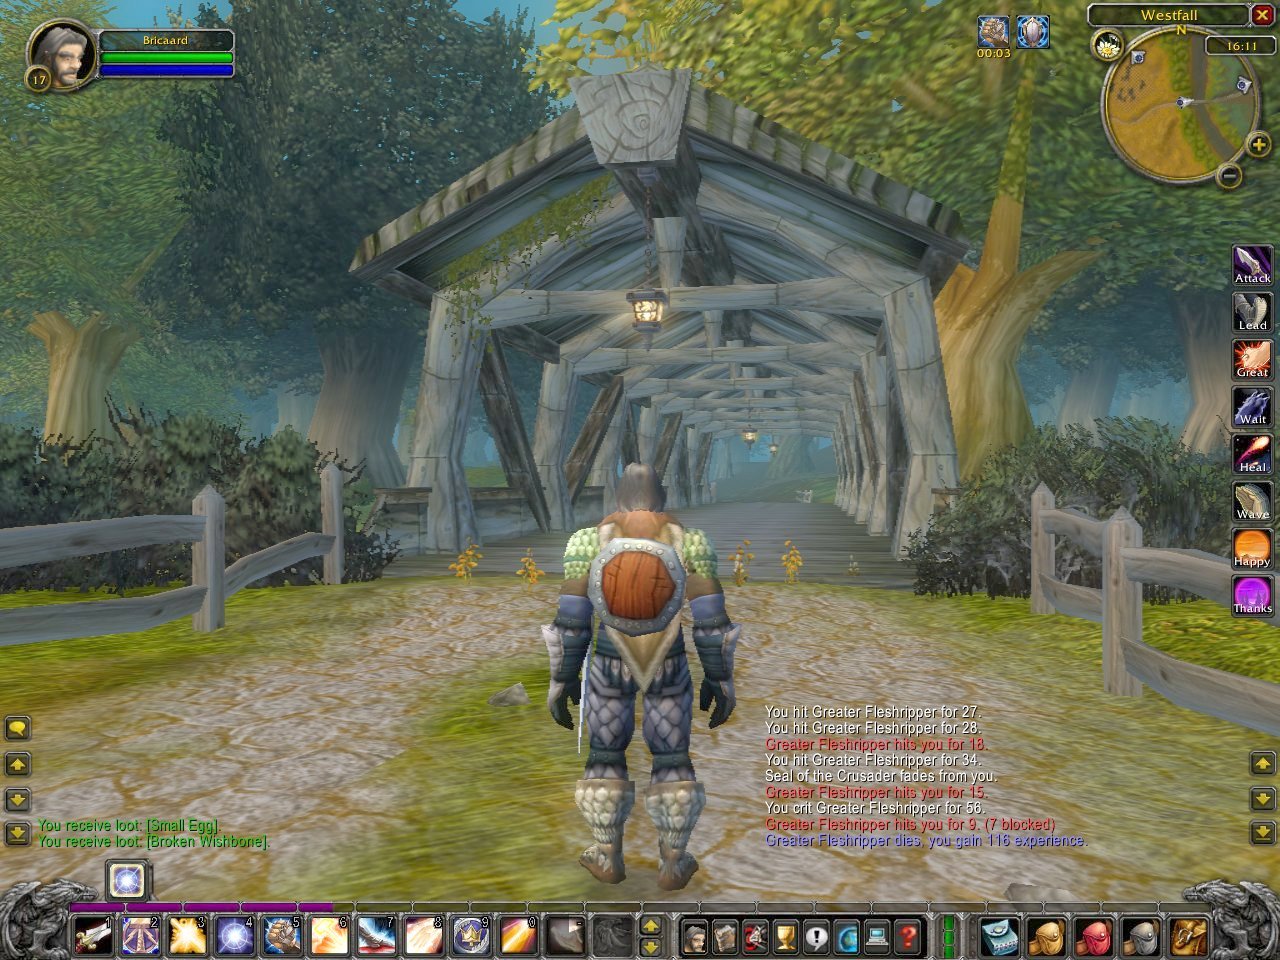 Bricaard
17
00:03
Westfall
N
16:11
Attack
Lead
Great
Wait
Heal
Wave
Happy
Thanks
You hit Greater Fleshripper for 27.
You hit Greater Fleshripper for 28.
Greater Fleshripper hits you for 18.
You hit Greater Fleshripper for 34.
Seal of the Crusader fades from you.
Greater Fleshripper hits you for 15.
You crit Greater Fleshripper for 56.
Greater Fleshripper hits you for 9. (7 blocked)
Greater Fleshripper dies, you gain 116 experience.
You receive loot: [Small Egg].
You receive loot: [Broken Wishbone].
1 2 3 4 5 6 7 8 9 0 -